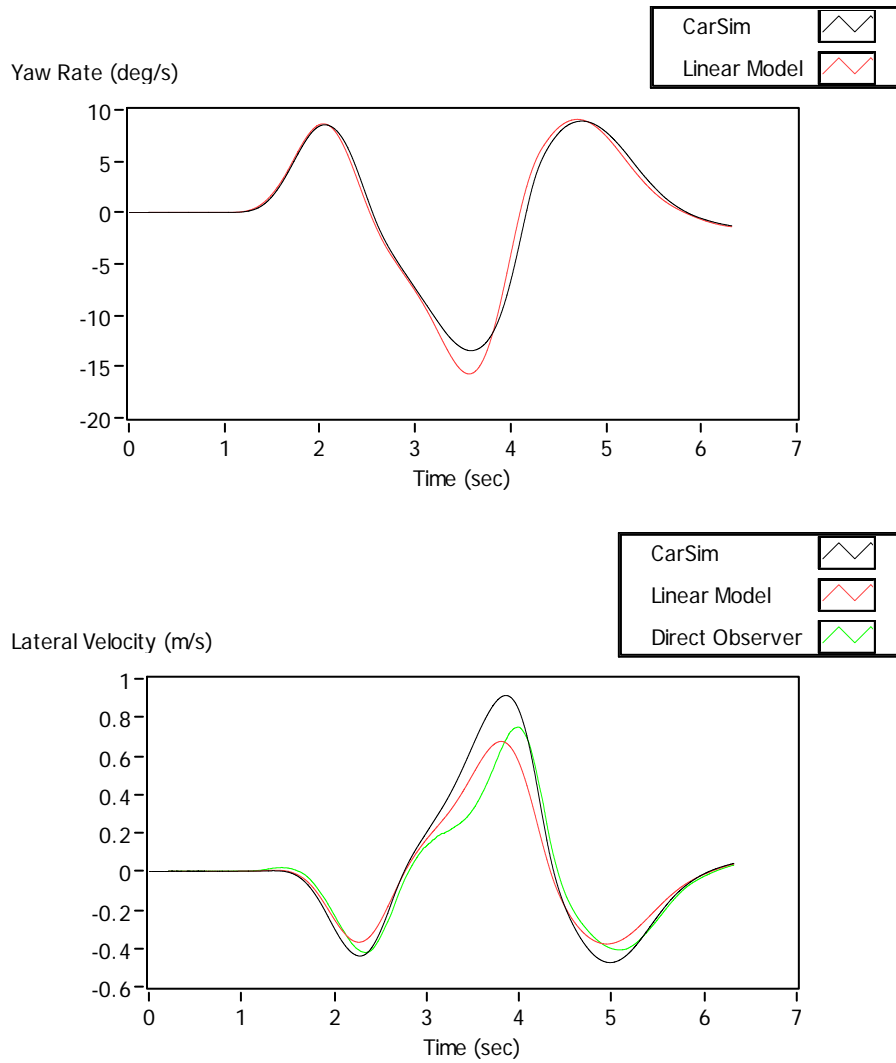 CarSim
Linear Model
Yaw Rate (deg/s)
10
5
0
-5
-10
-15
-20
0 1 2 3 4 5 6 7
Time (sec)
CarSim
Linear Model
Direct Observer
Lateral Velocity (m/s)
1
0.8
0.6
0.4
0.2
0
-0.2
-0.4
-0.6
0 1 2 3 4 5 6 7
Time (sec)